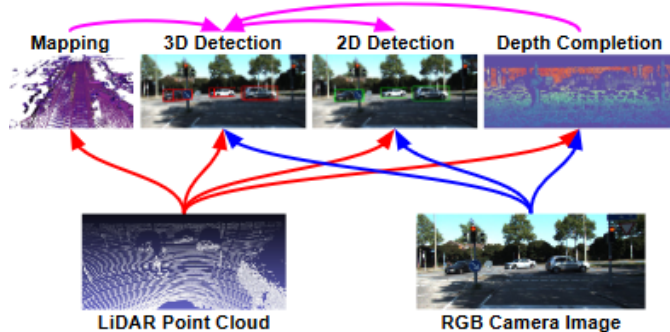 Mapping
3D Detection
2D Detection
Depth Completion
LiDAR Point Cloud
RGB Camera Image